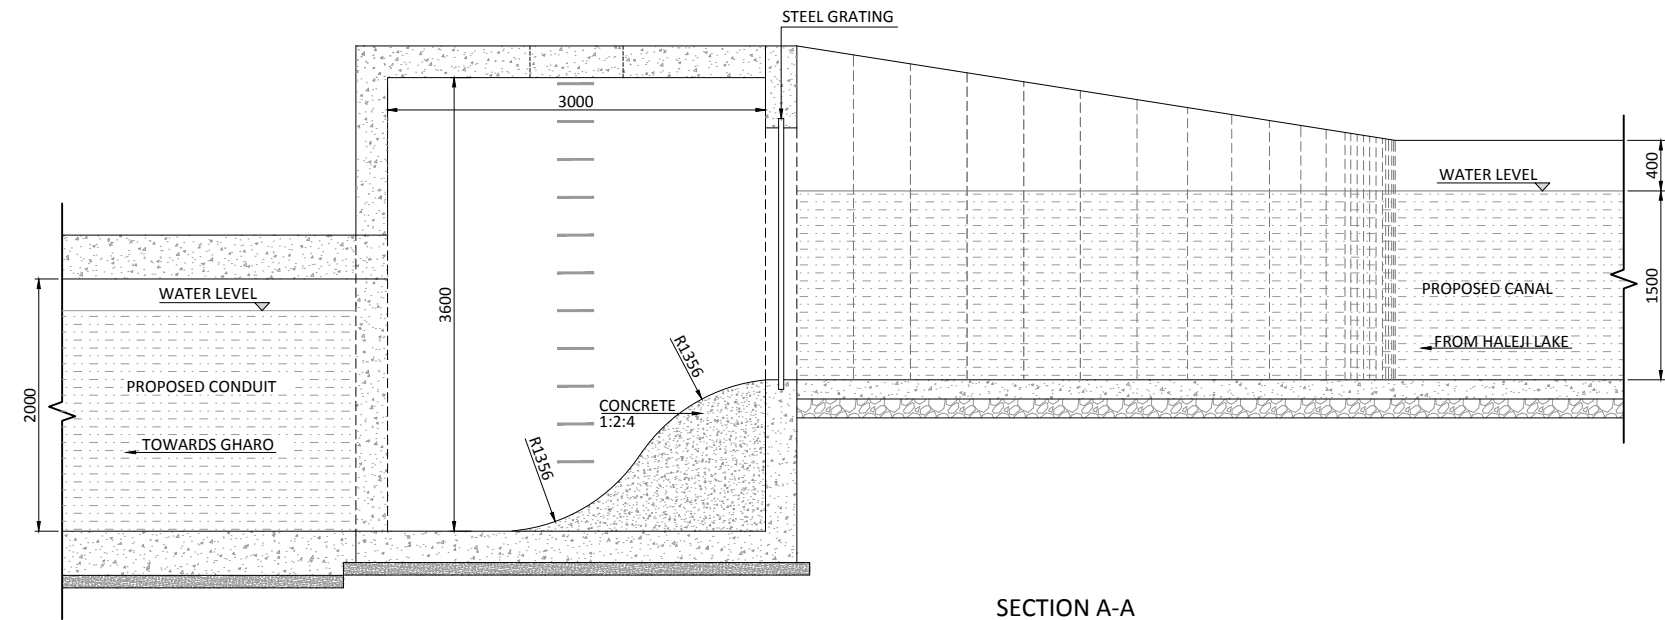 STEEL GRATING
3000
WATER LEVEL
400
WATER LEVEL
3600
PROPOSED CANAL
1500
R1356
FROM HALEJI LAKE
PROPOSED CONDUIT
2000
CONCRETE
1:2:4
TOWARDS GHARO
R1356
SECTION A-A